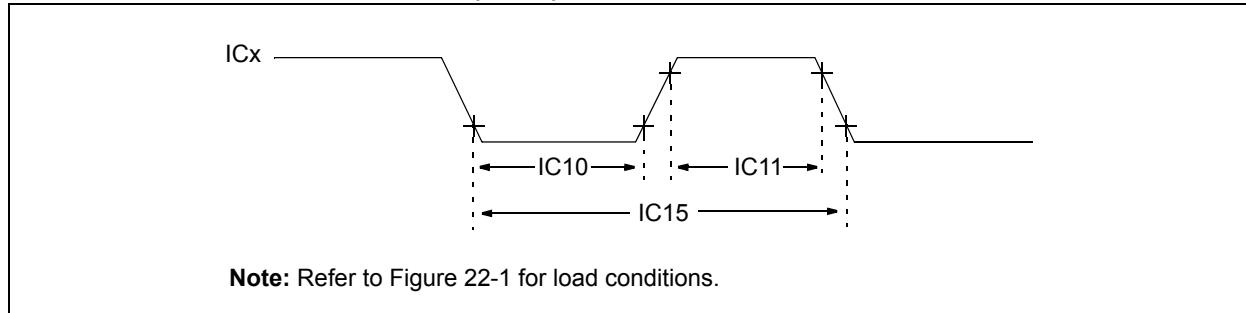 ICx
IC10
IC11
IC15
Note: Refer to Figure 22-1 for load conditions.